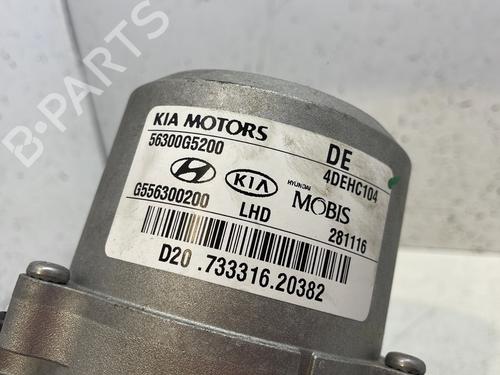 KIA MOTORS
56300G5200 DE
4DEHC104
G556300200 KIA HYUNDAI MOBIS
LHD 281116
D20 .733316.20382
B-PARTS